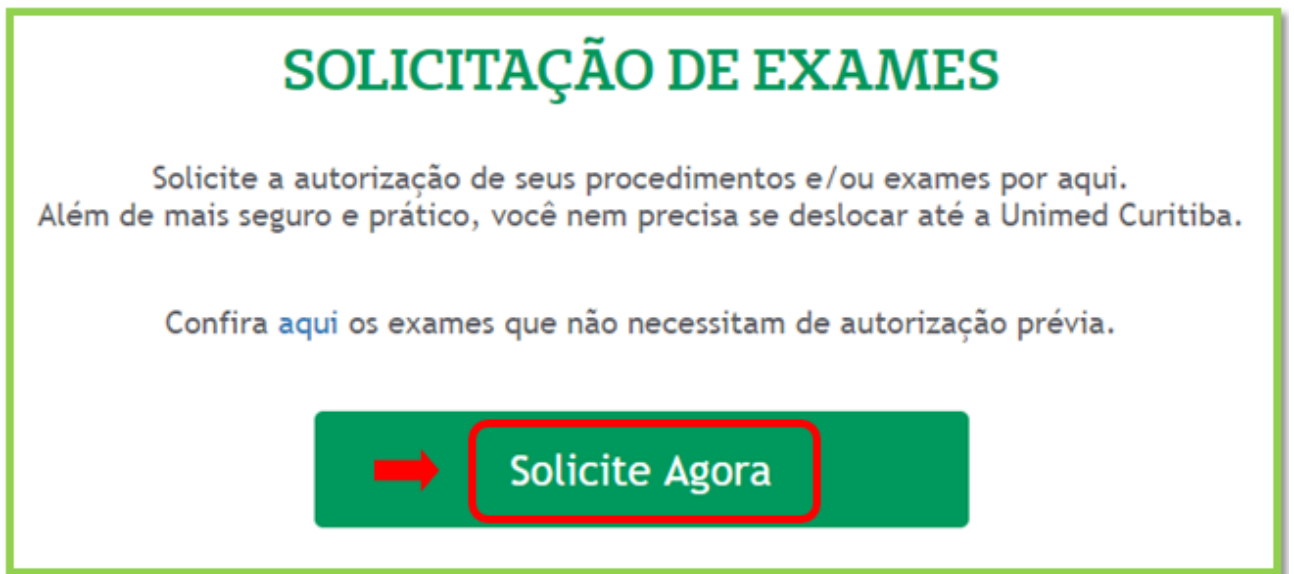 SOLICITAÇÃO DE EXAMES
Solicite a autorização de seus procedimentos e/ou exames por aqui.
Além de mais seguro e prático, você nem precisa se deslocar até a Unimed Curitiba.
Confira aqui os exames que não necessitam de autorização prévia.
Solicite Agora